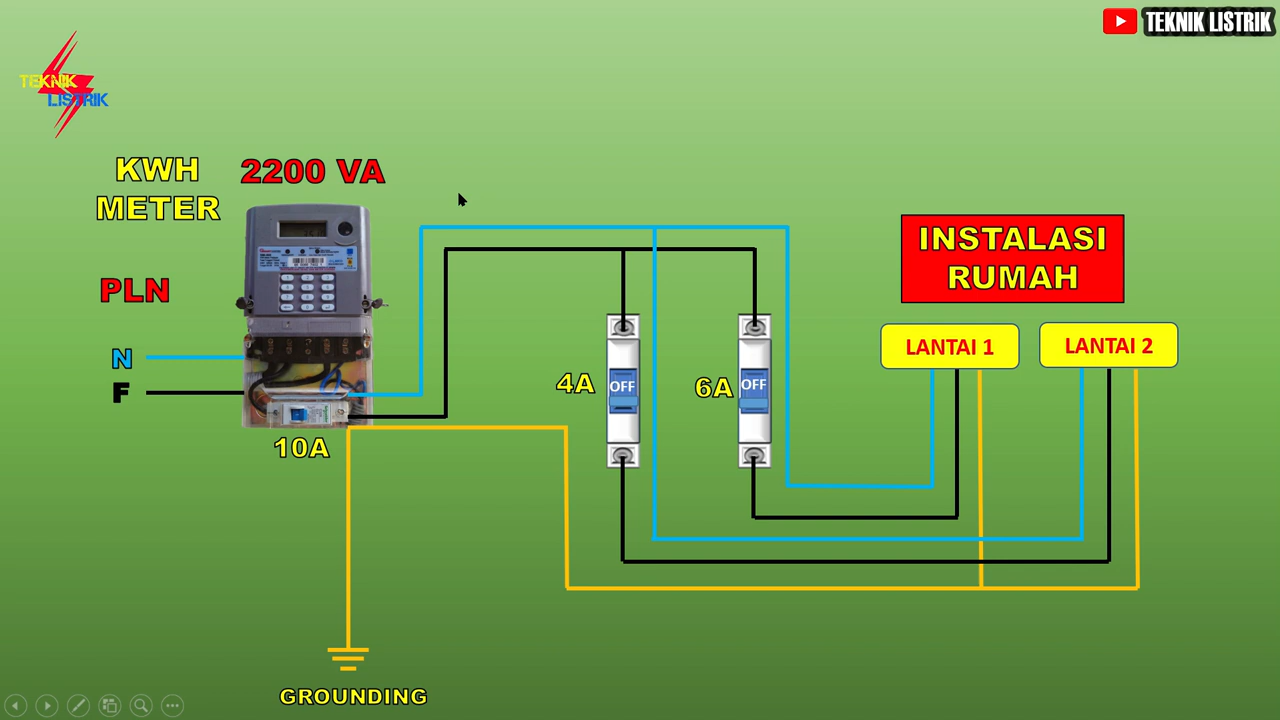 TEKNIK LISTRIK
TEKNIK
LISTRIK
KWH
METER
2200 VA
PLN
N
F
10A
4A
OFF
6A
OFF
INSTALASI
RUMAH
LANTAI 1
LANTAI 2
GROUNDING